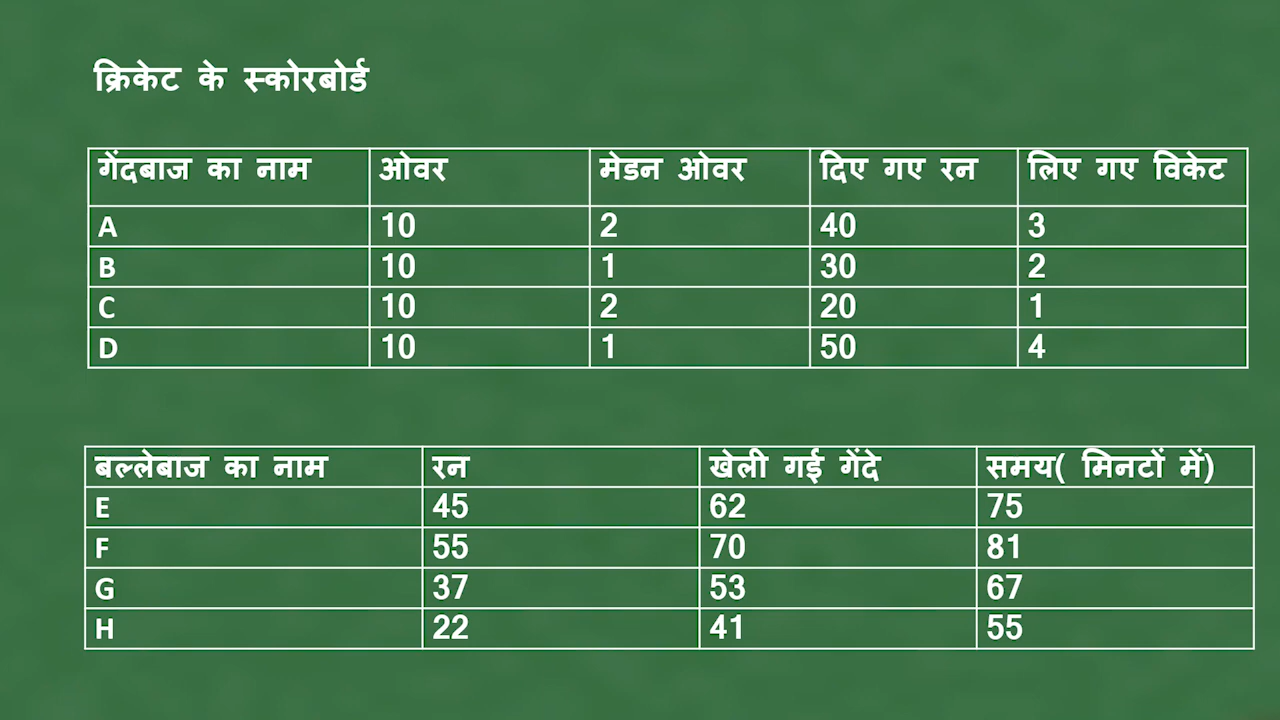 क्रिकेट के स्कोरबोर्ड
गेंदबाज का नाम ओवर मेडन ओवर दिए गए रन लिए गए विकेट
A 10 2 40 3
B 10 1 30 2
C 10 2 20 1
D 10 1 50 4
बल्लेबाज का नाम रन खेली गई गेंदे समय( मिनटों में)
E 45 62 75
F 55 70 81
G 37 53 67
H 22 41 55